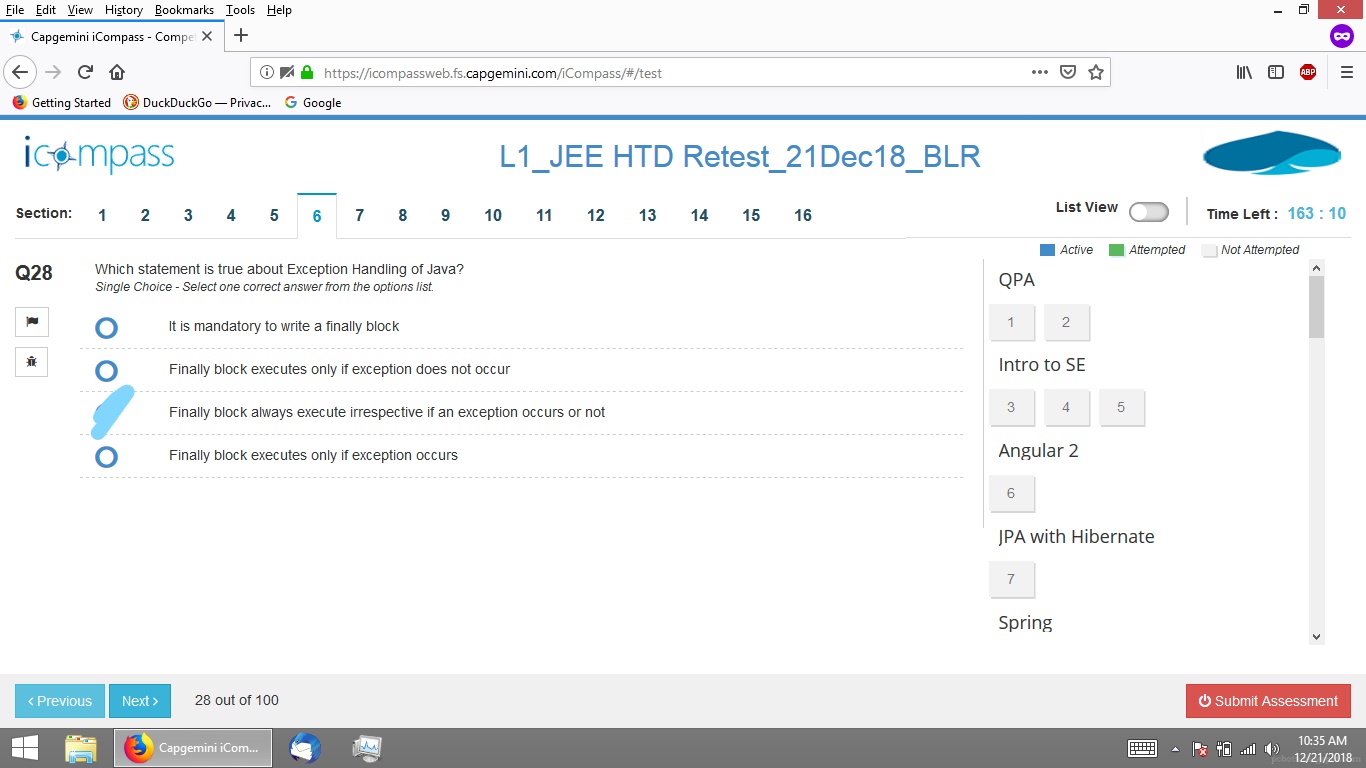 File Edit View History Bookmarks Tools Help
Capgemini iCompass - Compe
https://icompassweb.fs.capgemini.com/iCompass/#/test
ABP
Getting Started DuckDuckGo — Privac... Google
icompass
L1_JEE HTD Retest_21Dec18_BLR
Section: 1 2 3 4 5 6 7 8 9 10 11 12 13 14 15 16
List View
Time Left : 163 : 10
Active Attempted Not Attempted
Q28
Which statement is true about Exception Handling of Java?
Single Choice - Select one correct answer from the options list.
It is mandatory to write a finally block
Finally block executes only if exception does not occur
Finally block always execute irrespective if an exception occurs or not
Finally block executes only if exception occurs
QPA
1 2
Intro to SE
3 4 5
Angular 2
6
JPA with Hibernate
7
Spring
Previous Next 28 out of 100
Submit Assessment
Capgemini iCom...
10:35 AM
12/21/2018